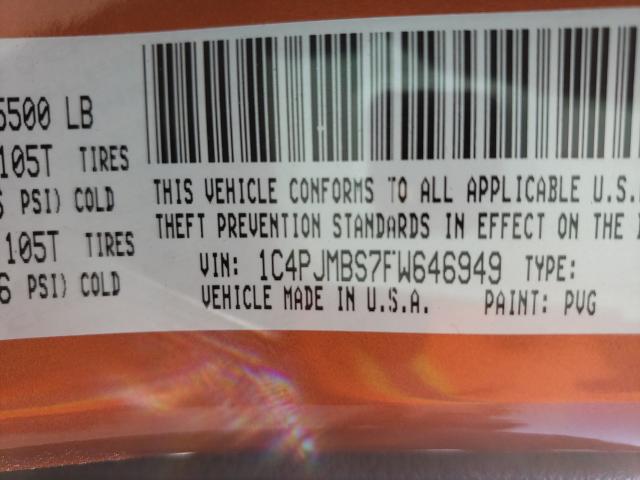 5500 LB
105T TIRES
PSI) COLD
105T TIRES
6 PSI) COLD
THIS VEHICLE CONFORMS TO ALL APPLICABLE U.S.
THEFT PREVENTION STANDARDS IN EFFECT ON THE
VIN: 1C4PJMBS7FW646949 TYPE:
VEHICLE MADE IN U.S.A. PAINT: PVG